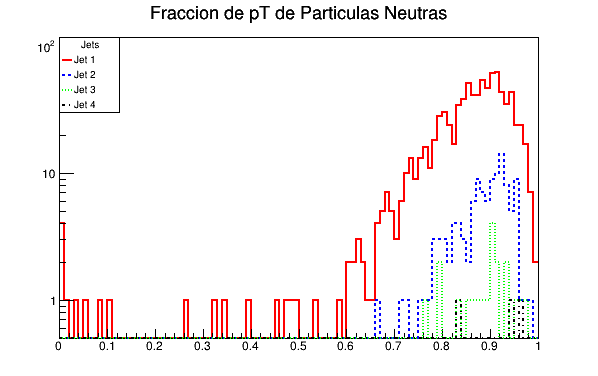 Fraccion de pT de Particulas Neutras
10²
Jets
Jet 1
Jet 2
Jet 3
Jet 4
10
1
0 0.1 0.2 0.3 0.4 0.5 0.6 0.7 0.8 0.9 1